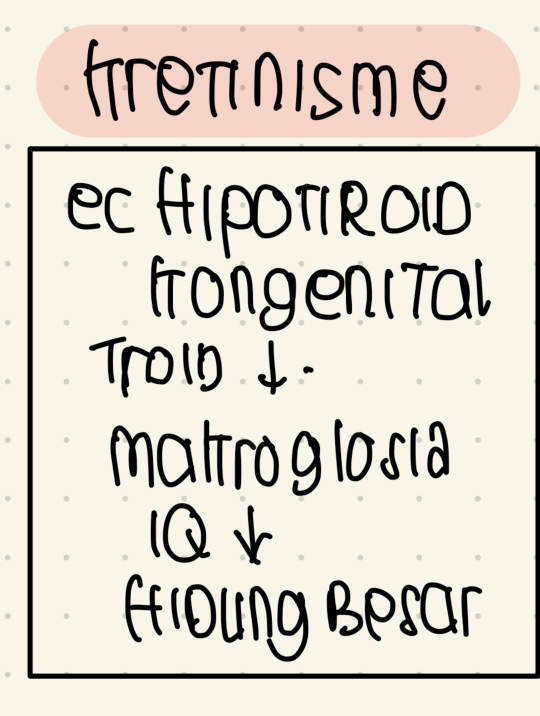 Kretinisme
ec HIPOTIROID
Kongenital
TROID ↓.
Makroglosia
IQ ↓
HIDUNG Besar